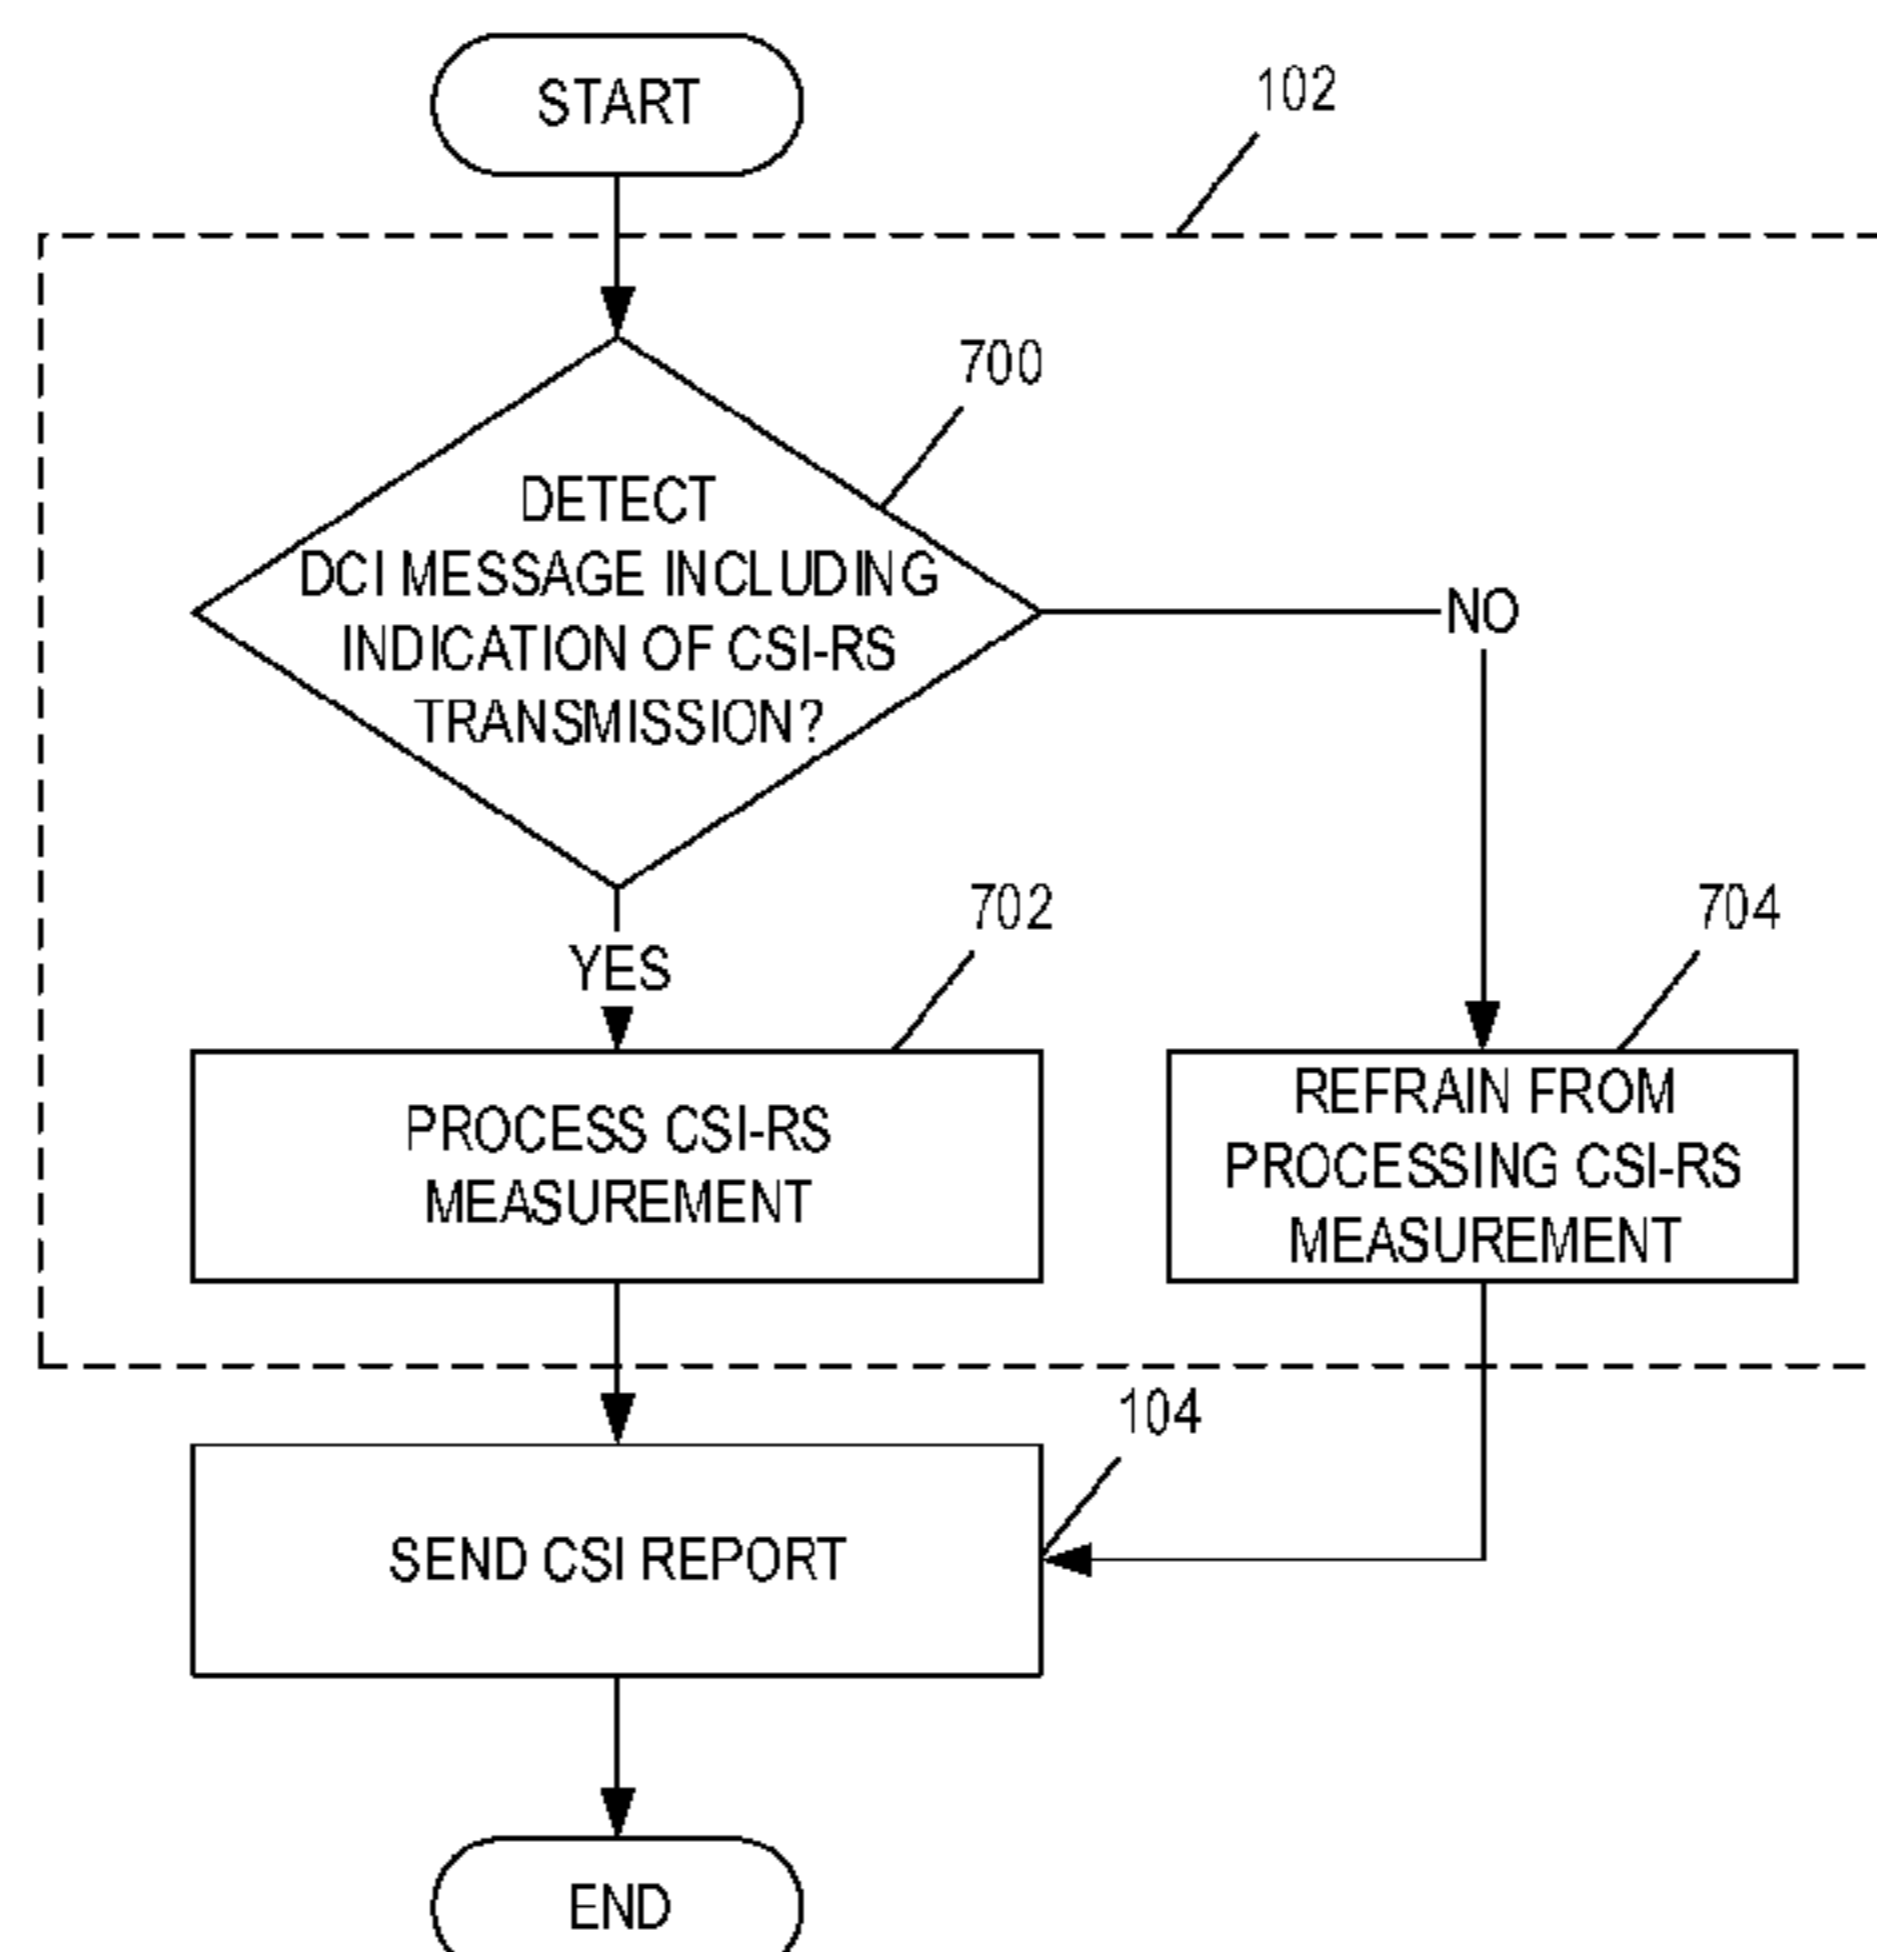 START
102
700
DETECT
DCI MESSAGE INCLUDING
INDICATION OF CSI-RS
TRANSMISSION?
NO
YES
702
704
PROCESS CSI-RS
MEASUREMENT
REFRAIN FROM
PROCESSING CSI-RS
MEASUREMENT
104
SEND CSI REPORT
END